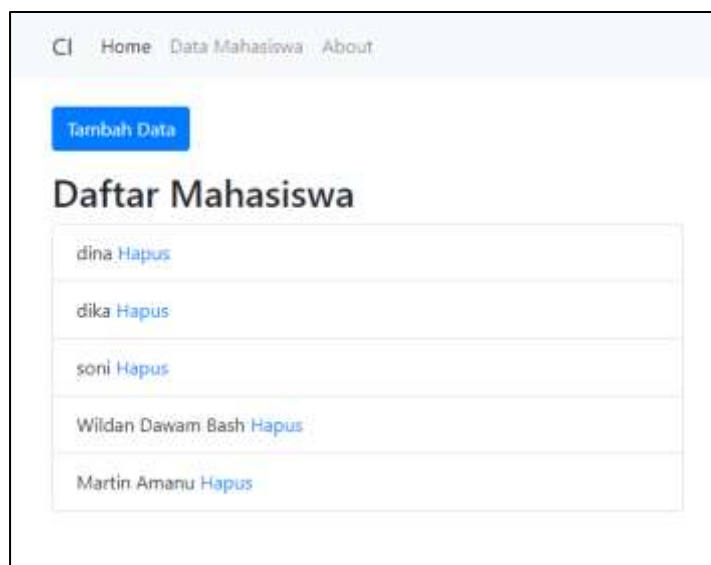 CI Home Data Mahasiswa About
Tambah Data
Daftar Mahasiswa
dina Hapus
dika Hapus
soni Hapus
Wildan Dawam Bash Hapus
Martin Amanu Hapus